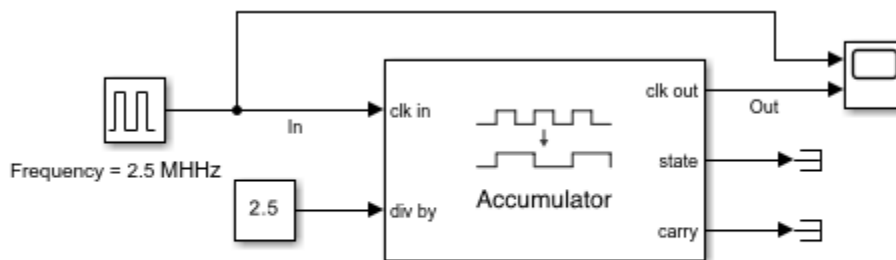 clk in
clk out
In
Out
Frequency = 2.5 MHHz
state
2.5
div by
Accumulator
carry